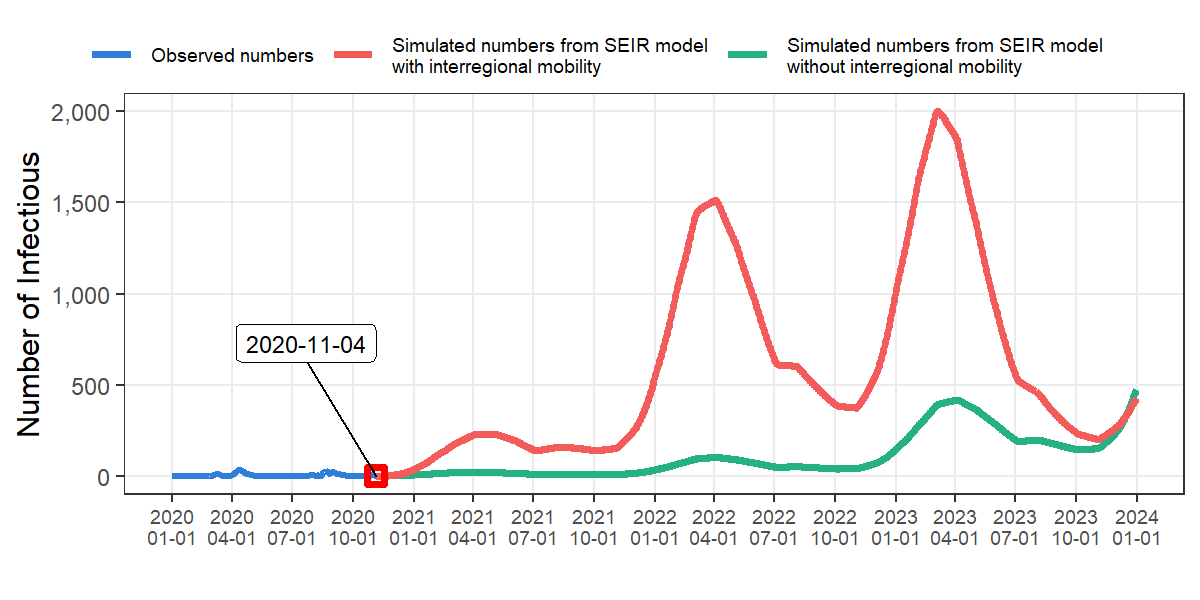 Observed numbers
Simulated numbers from SEIR model
with interregional mobility
Simulated numbers from SEIR model
without interregional mobility
Number of Infectious
2,000
1,500
1,000
500
0
2020-11-04
2020 2020 2020 2020 2021 2021 2021 2021 2022 2022 2022 2022 2023 2023 2023 2023 2024
01-01 04-01 07-01 10-01 01-01 04-01 07-01 10-01 01-01 04-01 07-01 10-01 01-01 04-01 07-01 10-01 01-01